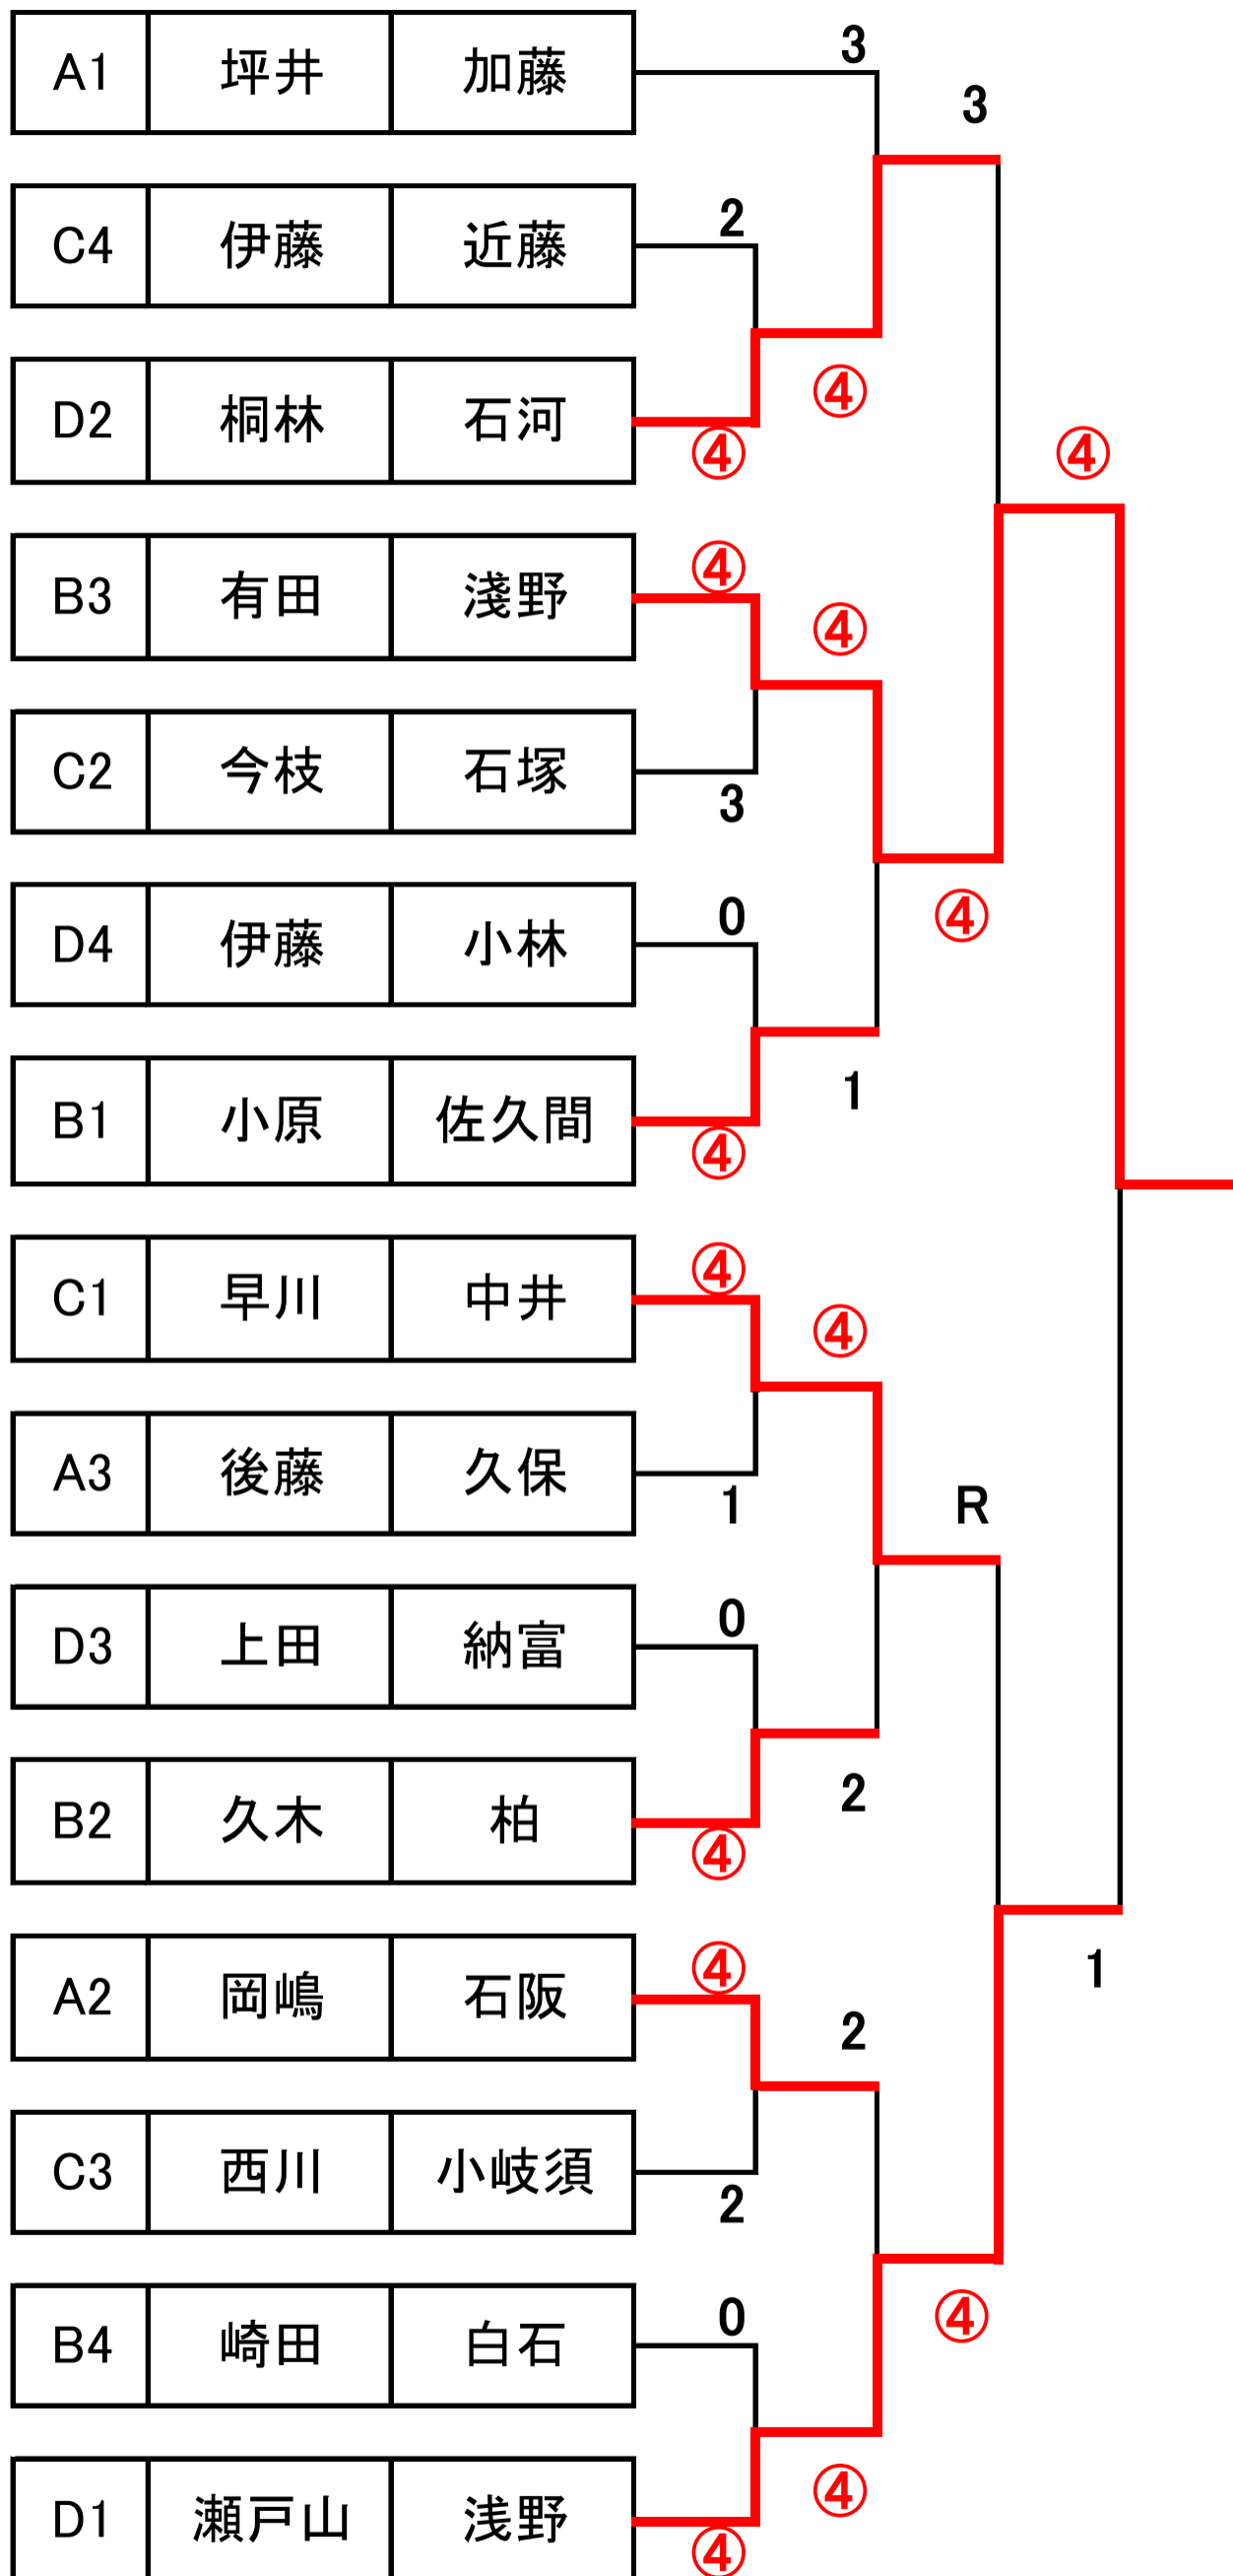 3
A1 坪井 加藤
3
2
C4 伊藤 近藤
④
D2 桐林 石河
④
④
④
B3 有田 淺野
④
C2 今枝 石塚
3
0
④
D4 伊藤 小林
1
B1 小原 佐久間
④
④
C1 早川 中井
④
A3 後藤 久保
1
R
0
D3 上田 納富
2
B2 久木 柏
④
④
A2 岡嶋 石阪
1
2
C3 西川 小岐須
2
0
④
B4 崎田 白石
④
D1 瀬戸山 浅野
④